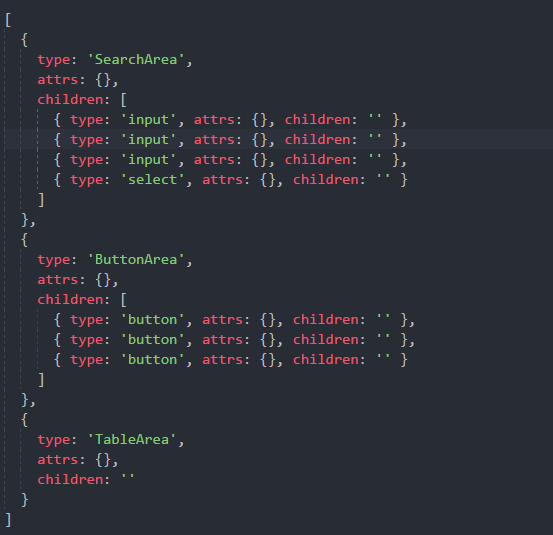 [
  {
    type: 'SearchArea',
    attrs: {},
    children: [
      { type: 'input', attrs: {}, children: '' },
      { type: 'input', attrs: {}, children: '' },
      { type: 'input', attrs: {}, children: '' },
      { type: 'select', attrs: {}, children: '' }
    ]
  },
  {
    type: 'ButtonArea',
    attrs: {},
    children: [
      { type: 'button', attrs: {}, children: '' },
      { type: 'button', attrs: {}, children: '' },
      { type: 'button', attrs: {}, children: '' }
    ]
  },
  {
    type: 'TableArea',
    attrs: {},
    children: ''
  }
]